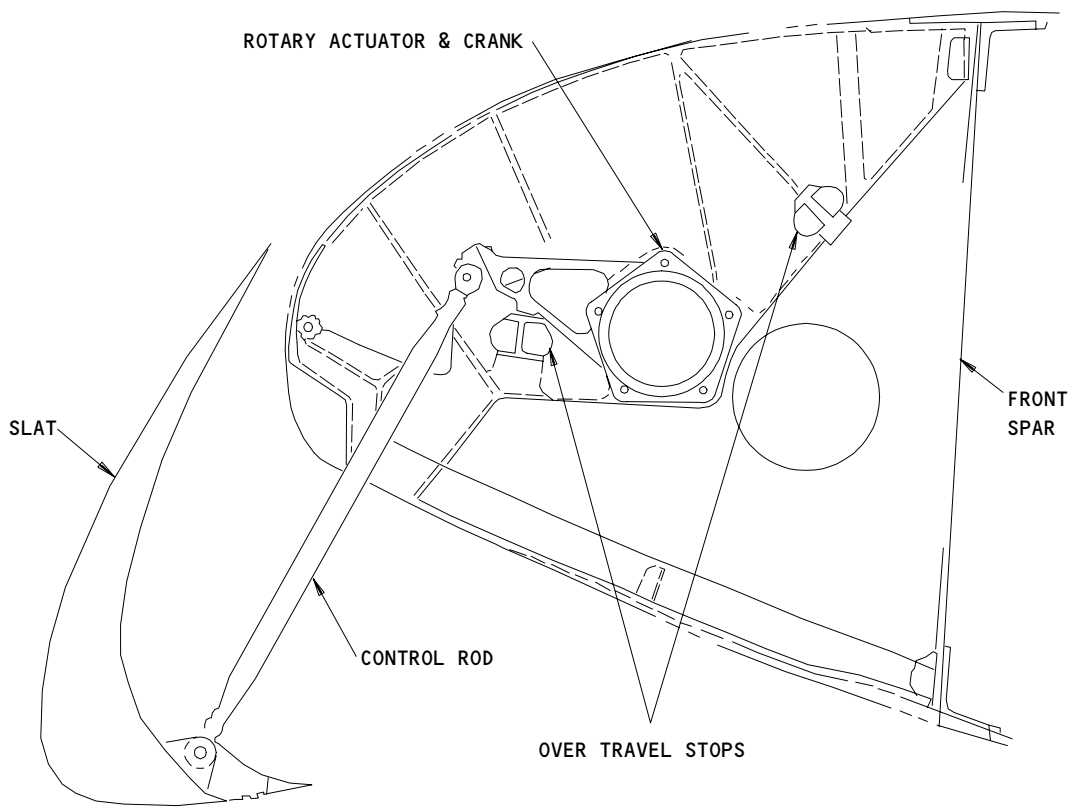 ROTARY ACTUATOR & CRANK
SLAT
FRONT
SPAR
CONTROL ROD
OVER TRAVEL STOPS